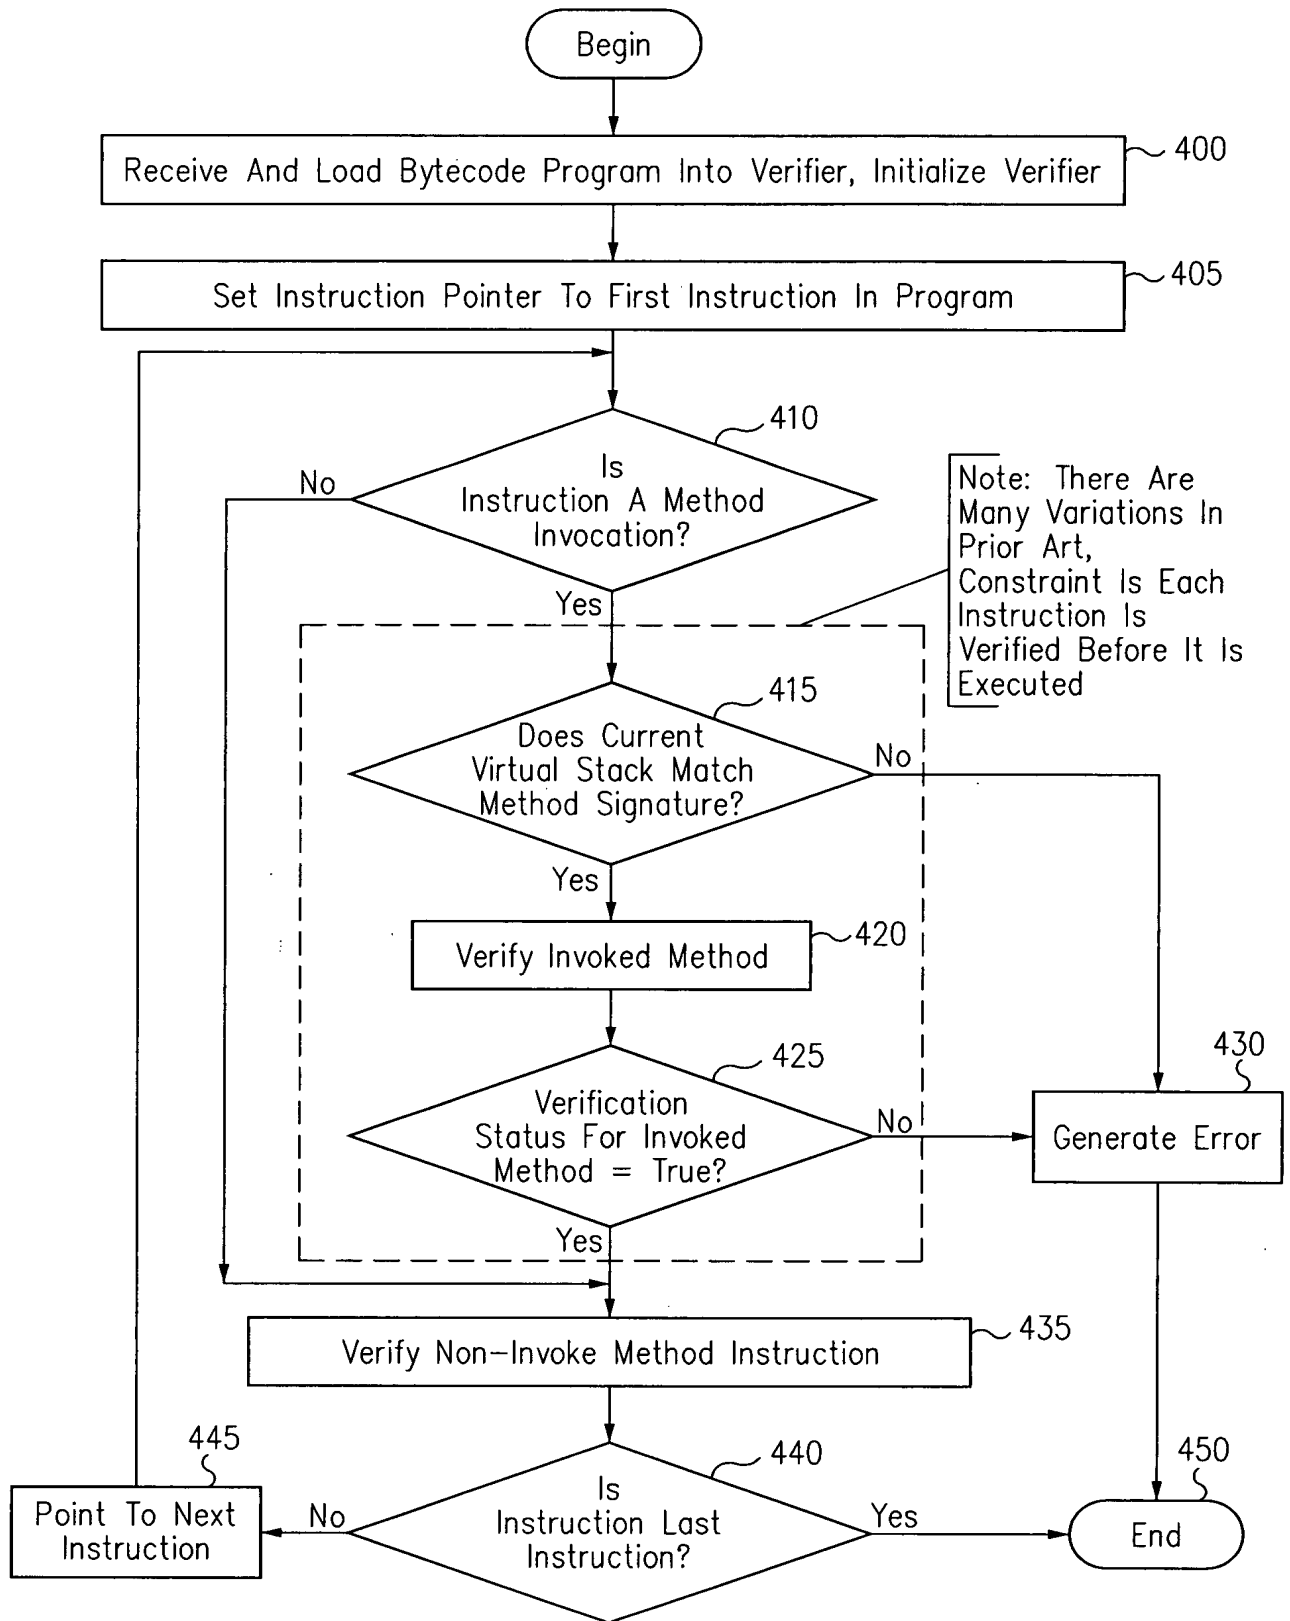 Begin
Receive And Load Bytecode Program Into Verifier, Initialize Verifier
400
Set Instruction Pointer To First Instruction In Program
405
410
Is
Instruction A Method
Invocation?
No
Yes
Note: There Are
Many Variations In
Prior Art,
Constraint Is Each
Instruction Is
Verified Before It Is
Executed
415
Does Current
Virtual Stack Match
Method Signature?
No
Yes
Verify Invoked Method
420
425
Verification
Status For Invoked
Method = True?
No
Yes
430
Generate Error
Verify Non-Invoke Method Instruction
435
440
Is
Instruction Last
Instruction?
No
Yes
445
Point To Next
Instruction
450
End